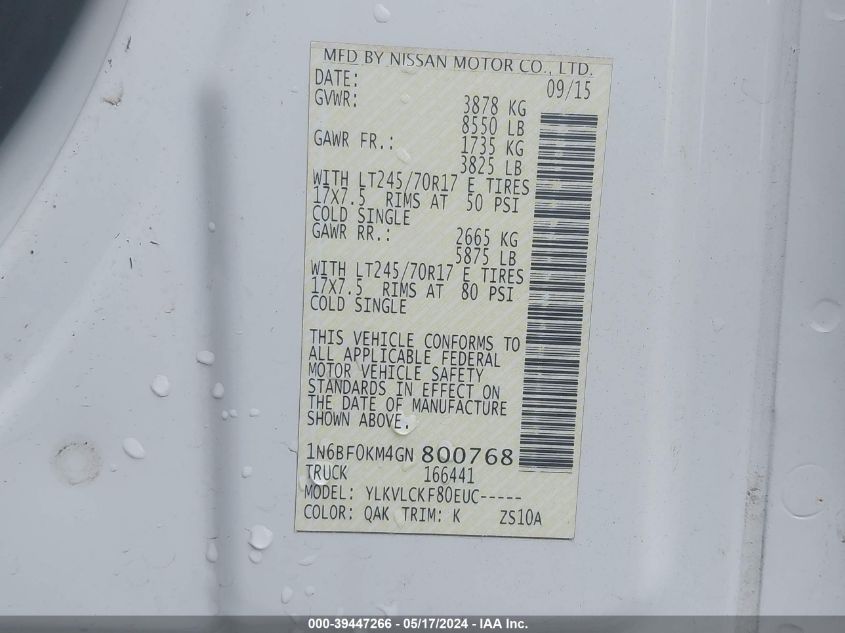 MFD BY NISSAN MOTOR CO., LTD.
DATE: 09/15
GVWR: 3878 KG
8550 LB
GAWR FR.: 1735 KG
3825 LB
WITH LT245/70R17 E TIRES
17X7.5 RIMS AT 50 PSI
COLD SINGLE
GAWR RR.: 2665 KG
5875 LB
WITH LT245/70R17 E TIRES
17X7.5 RIMS AT 80 PSI
COLD SINGLE
THIS VEHICLE CONFORMS TO
ALL APPLICABLE FEDERAL
MOTOR VEHICLE SAFETY
STANDARDS IN EFFECT ON
THE DATE OF MANUFACTURE
SHOWN ABOVE.
1N6BF0KM4GN 800768
TRUCK 166441
MODEL: YLKVLCKF80EUC-----
COLOR: QAK TRIM: K ZS10A
000-39447266 - 05/17/2024 - IAA Inc.